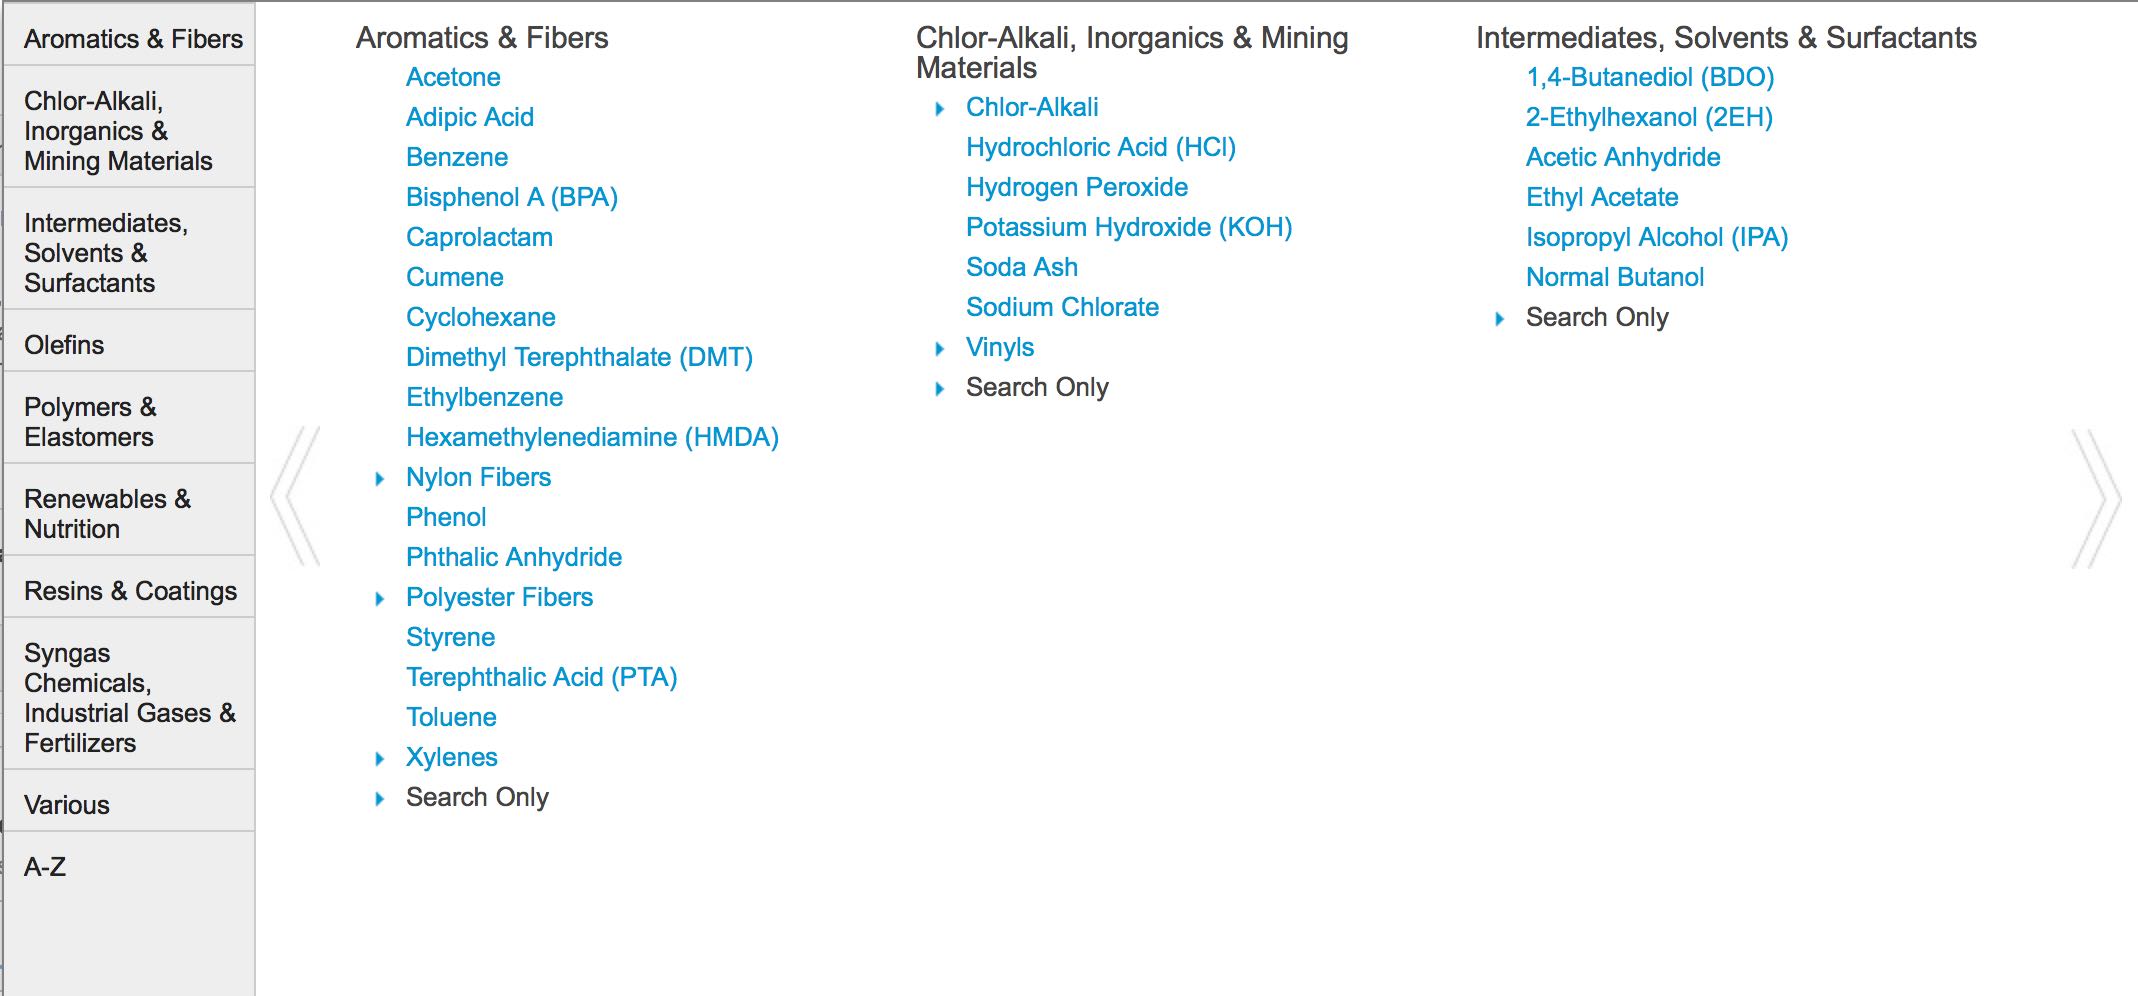 Aromatics & Fibers
Chlor-Alkali,
Inorganics &
Mining Materials
Intermediates,
Solvents &
Surfactants
Olefins
Polymers &
Elastomers
Renewables &
Nutrition
Resins & Coatings
Syngas
Chemicals,
Industrial Gases &
Fertilizers
Various
A-Z
Aromatics & Fibers
Acetone
Adipic Acid
Benzene
Bisphenol A (BPA)
Caprolactam
Cumene
Cyclohexane
Dimethyl Terephthalate (DMT)
Ethylbenzene
Hexamethylenediamine (HMDA)
Nylon Fibers
Phenol
Phthalic Anhydride
Polyester Fibers
Styrene
Terephthalic Acid (PTA)
Toluene
Xylenes
Search Only
Chlor-Alkali, Inorganics & Mining
Materials
Chlor-Alkali
Hydrochloric Acid (HCl)
Hydrogen Peroxide
Potassium Hydroxide (KOH)
Soda Ash
Sodium Chlorate
Vinyls
Search Only
Intermediates, Solvents & Surfactants
1,4-Butanediol (BDO)
2-Ethylhexanol (2EH)
Acetic Anhydride
Ethyl Acetate
Isopropyl Alcohol (IPA)
Normal Butanol
Search Only